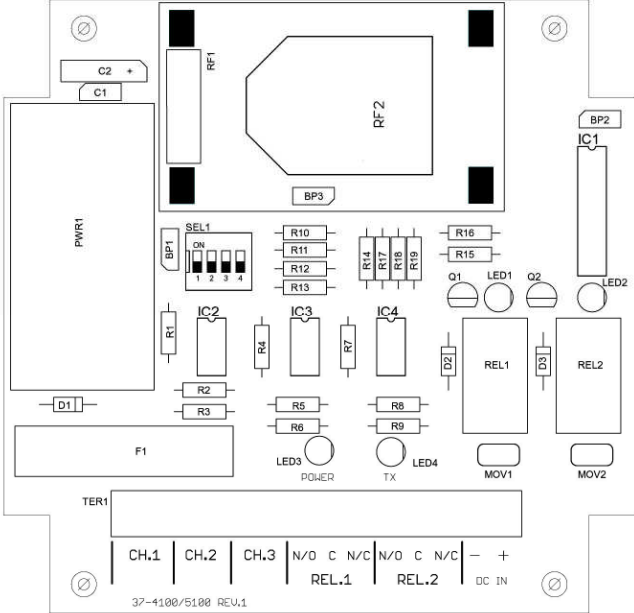 C2 +
C1
RF1
RF2
BP2
IC1
BP3
PWR1
BP1
SEL1
ON
1 2 3 4
R10
R11
R12
R13
R14
R17
R18
R19
R16
R15
Q1
LED1
Q2
LED2
R1
IC2
R4
IC3
R7
IC4
D2
REL1
D3
REL2
R2
R3
D1
R5
R6
R8
R9
F1
LED3
POWER
TX
LED4
MOV1
MOV2
TER1
CH.1 CH.2 CH.3 N/O C N/C N/O C N/C - +
REL.1 REL.2 DC IN
37-4100/5100 REV.1